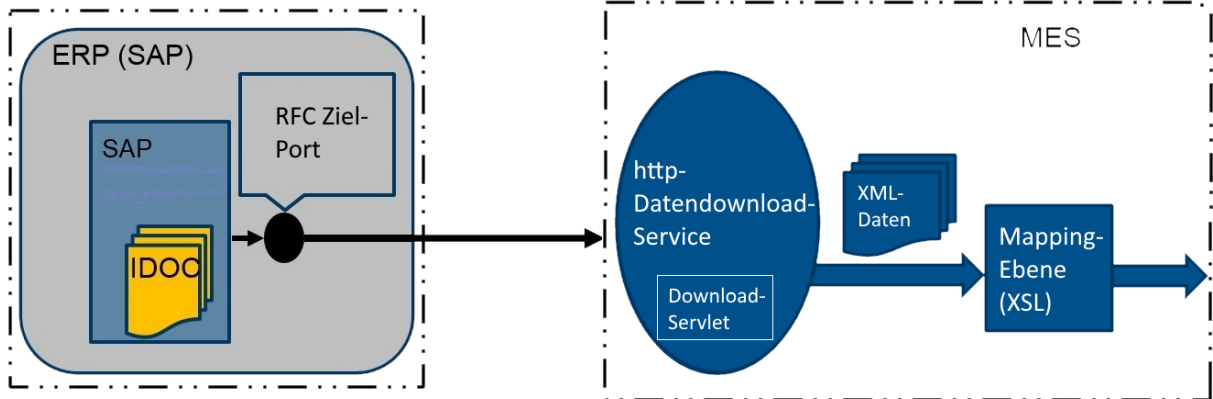 ERP (SAP)
RFC Ziel-
Port
SAP
IDOC
MES
http-
Datendownload-
Service
Download-
Servlet
XML-
Daten
Mapping-
Ebene
(XSL)